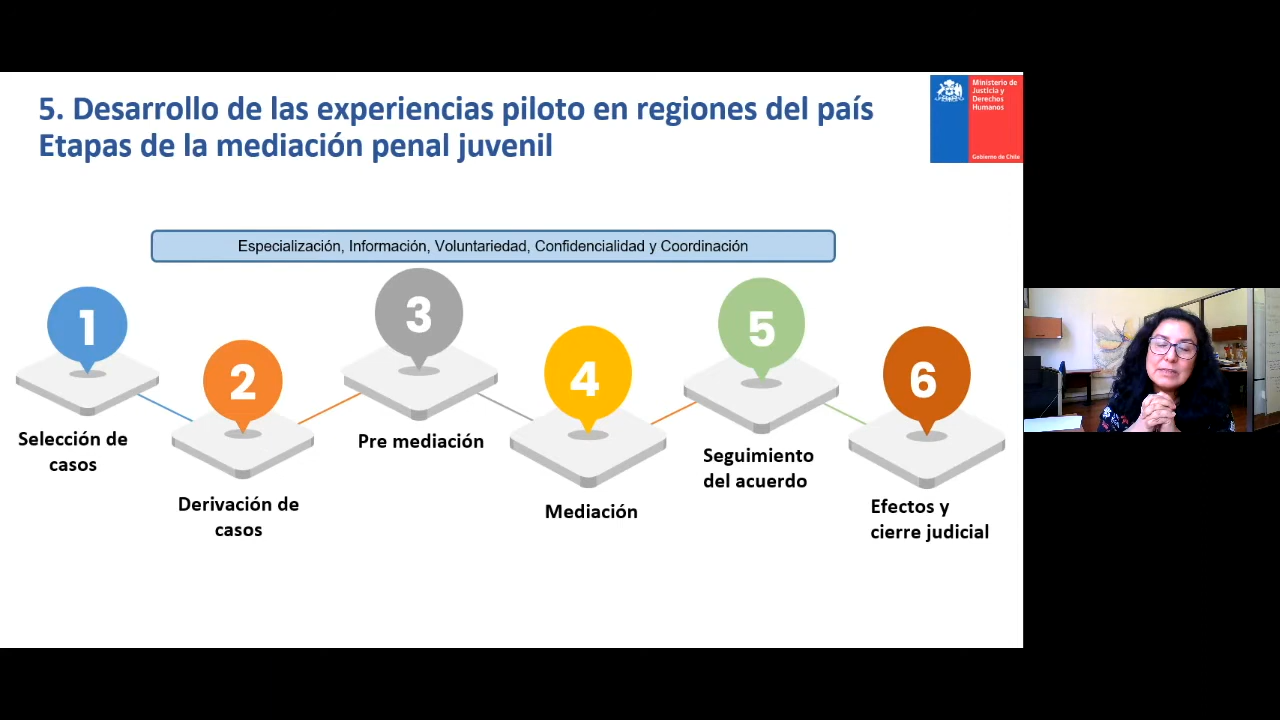 5. Desarrollo de las experiencias piloto en regiones del país
Etapas de la mediación penal juvenil
Ministerio de
Justicia y
Derechos
Humanos
Gobierno de Chile
Especialización, Información, Voluntariedad, Confidencialidad y Coordinación
1
Selección de
casos
2
Derivación de
casos
3
Pre mediación
4
Mediación
5
Seguimiento
del acuerdo
6
Efectos y
cierre judicial